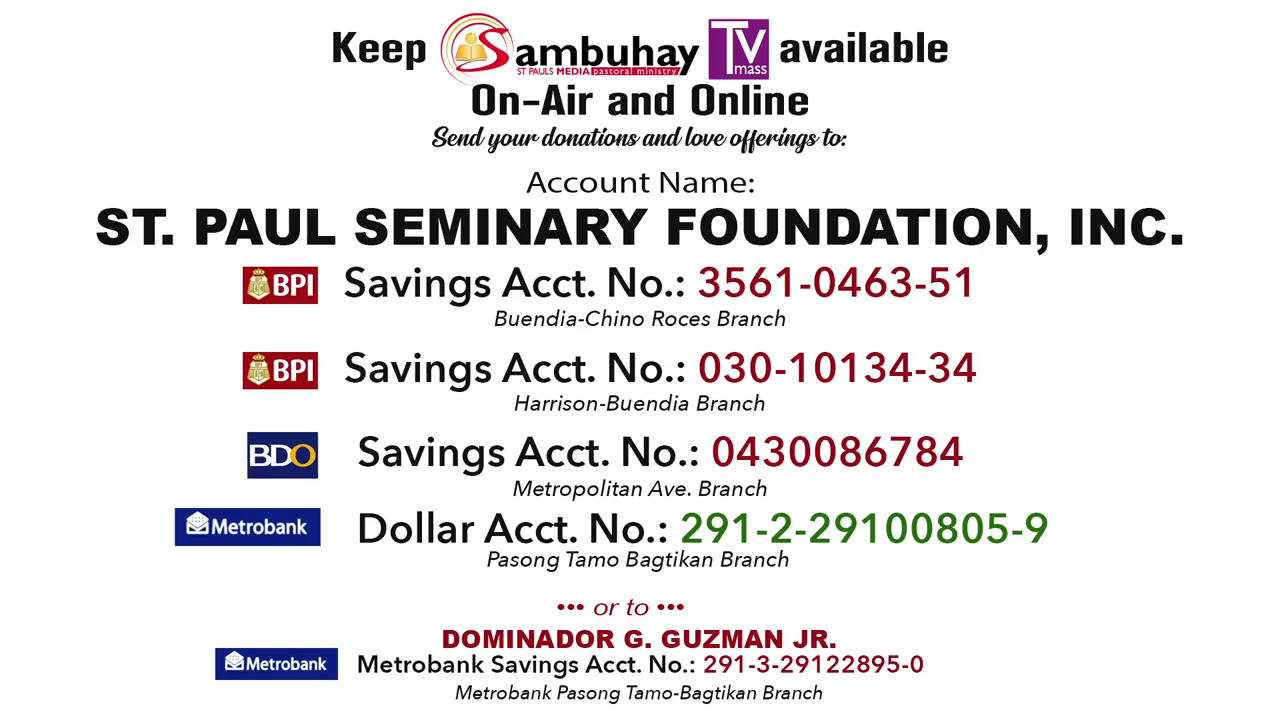 Keep Sambuhay TV mass available
ST PAULS MEDIA pastoral ministry
On-Air and Online
Send your donations and love offerings to:
Account Name:
ST. PAUL SEMINARY FOUNDATION, INC.
BPI Savings Acct. No.: 3561-0463-51
Buendia-Chino Roces Branch
BPI Savings Acct. No.: 030-10134-34
Harrison-Buendia Branch
BDO Savings Acct. No.: 0430086784
Metropolitan Ave. Branch
Metrobank Dollar Acct. No.: 291-2-29100805-9
Pasong Tamo Bagtikan Branch
••• or to •••
DOMINADOR G. GUZMAN JR.
Metrobank Metrobank Savings Acct. No.: 291-3-29122895-0
Metrobank Pasong Tamo-Bagtikan Branch